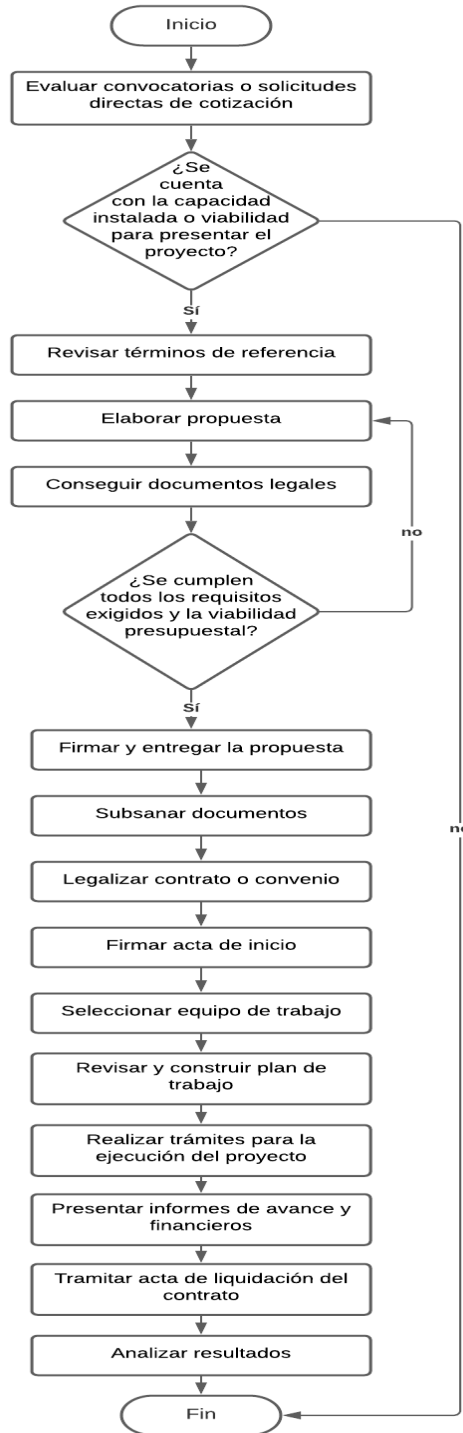 Inicio
Evaluar convocatorias o solicitudes
directas de cotización
¿Se
cuenta
con la capacidad
instalada o viabilidad
para presentar el
proyecto?
Sí
Revisar términos de referencia
Elaborar propuesta
Conseguir documentos legales
no
¿Se cumplen
todos los requisitos
exigidos y la viabilidad
presupuestal?
Sí
Firmar y entregar la propuesta
Subsanar documentos
no
Legalizar contrato o convenio
Firmar acta de inicio
Seleccionar equipo de trabajo
Revisar y construir plan de
trabajo
Realizar trámites para la
ejecución del proyecto
Presentar informes de avance y
financieros
Tramitar acta de liquidación del
contrato
Analizar resultados
Fin